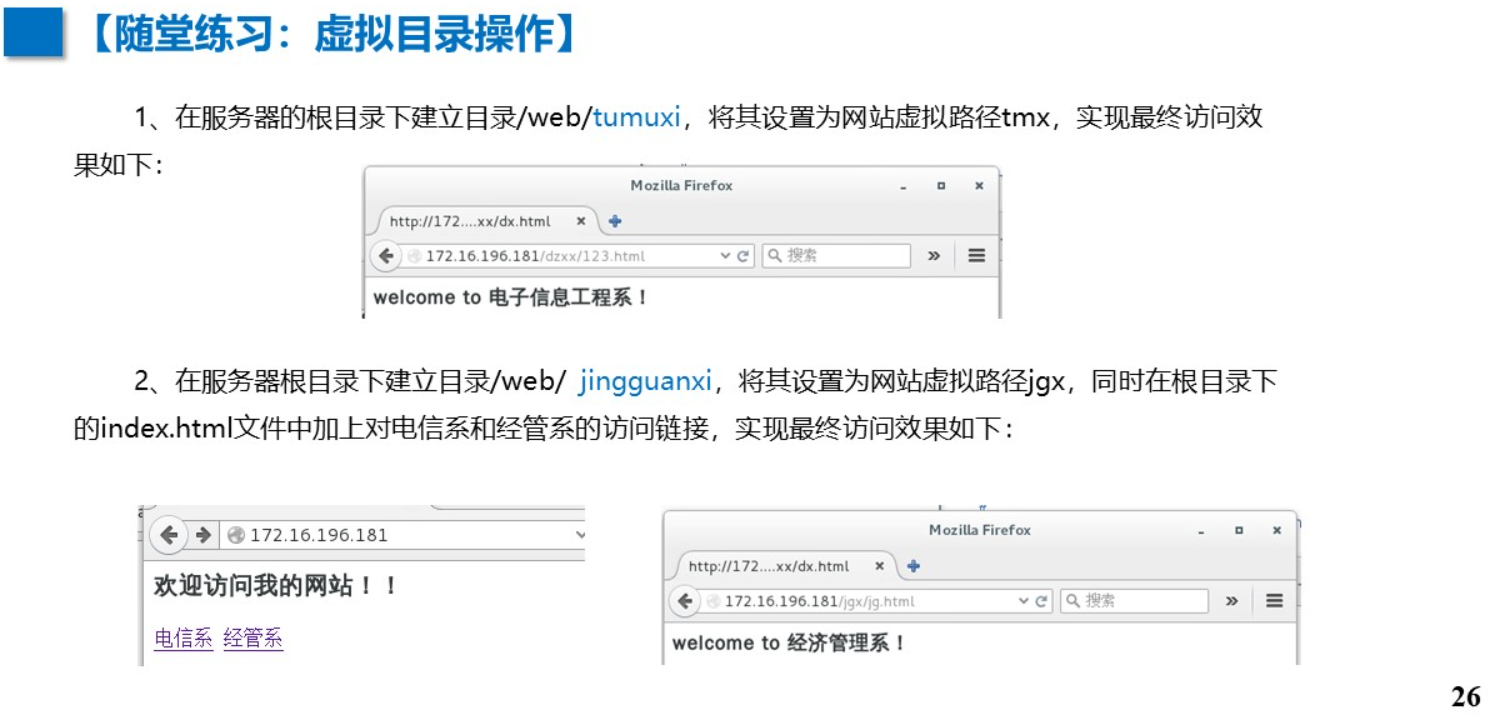 【随堂练习：虚拟目录操作】
1、在服务器的根目录下建立目录/web/tumuxi，将其设置为网站虚拟路径tmx，实现最终访问效
果如下：
Mozilla Firefox
http://172....xx/dx.html
172.16.196.181/dzxx/123.html
搜索
welcome to 电子信息工程系！
2、在服务器根目录下建立目录/web/ jingguanxi，将其设置为网站虚拟路径jgx，同时在根目录下
的index.html文件中加上对电信系和经管系的访问链接，实现最终访问效果如下：
172.16.196.181
欢迎访问我的网站！！
电信系 经管系
Mozilla Firefox
http://172....xx/dx.html
172.16.196.181/jgx/jg.html
搜索
welcome to 经济管理系！
26